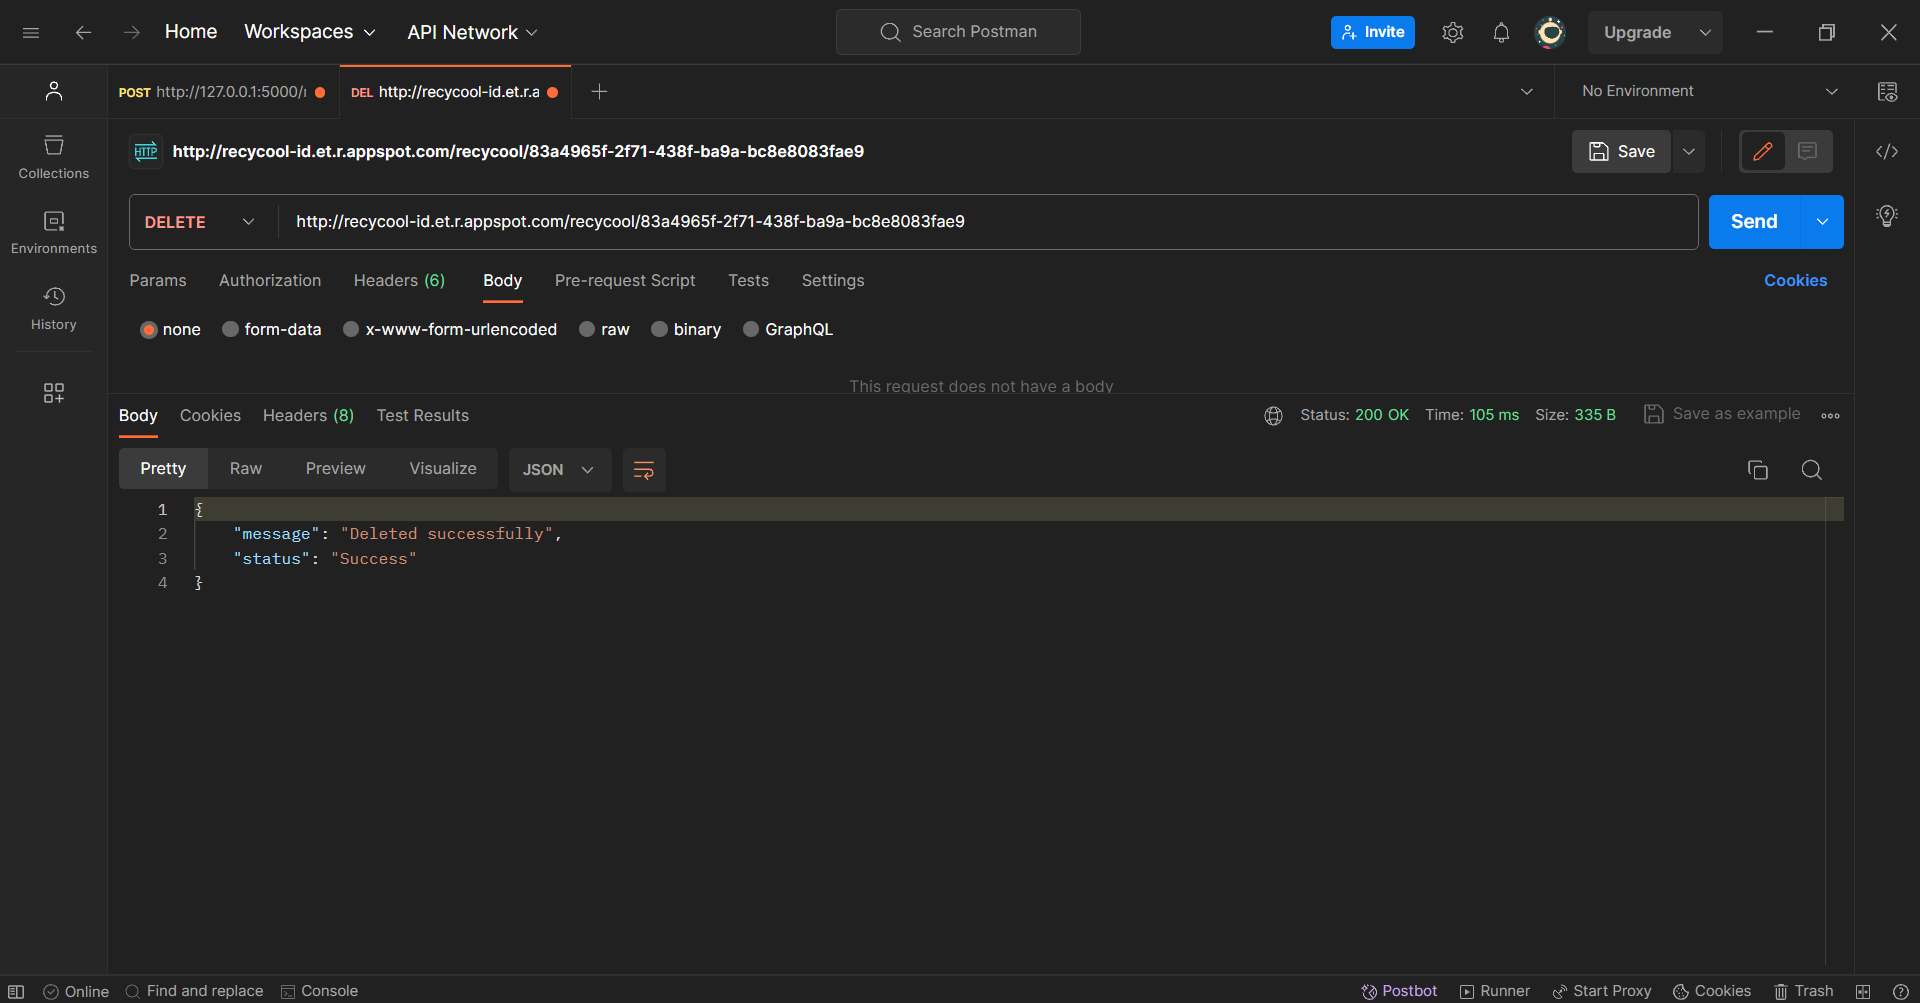 Home Workspaces API Network Search Postman Invite Upgrade
POST http://127.0.0.1:5000/ DEL http://recycool-id.et.r.a No Environment
HTTP http://recycool-id.et.r.appspot.com/recycool/83a4965f-2f71-438f-ba9a-bc8e8083fae9 Save
Collections
DELETE http://recycool-id.et.r.appspot.com/recycool/83a4965f-2f71-438f-ba9a-bc8e8083fae9 Send
Environments
Params Authorization Headers (6) Body Pre-request Script Tests Settings Cookies
History
none form-data x-www-form-urlencoded raw binary GraphQL
This request does not have a body
Body Cookies Headers (8) Test Results Status: 200 OK Time: 105 ms Size: 335 B Save as example
Pretty Raw Preview Visualize JSON
1 {
2 "message": "Deleted successfully",
3 "status": "Success"
4 }
Online Find and replace Console Postbot Runner Start Proxy Cookies Trash